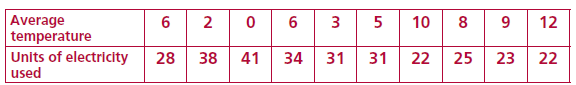 Average temperature 6 2 0 6 3 5 10 8 9 12
Units of electricity used 28 38 41 34 31 31 22 25 23 22